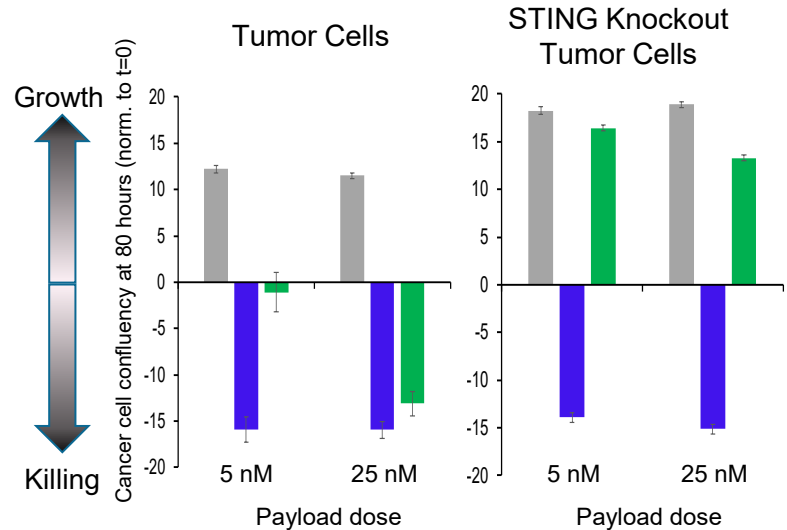 Tumor Cells
STING Knockout
Tumor Cells
Growth
Killing
Cancer cell confluency at 80 hours (norm. to t=0)
20
15
10
5
0
-5
-10
-15
-20
5 nM
25 nM
Payload dose
20
15
10
5
0
-5
-10
-15
-20
5 nM
25 nM
Payload dose